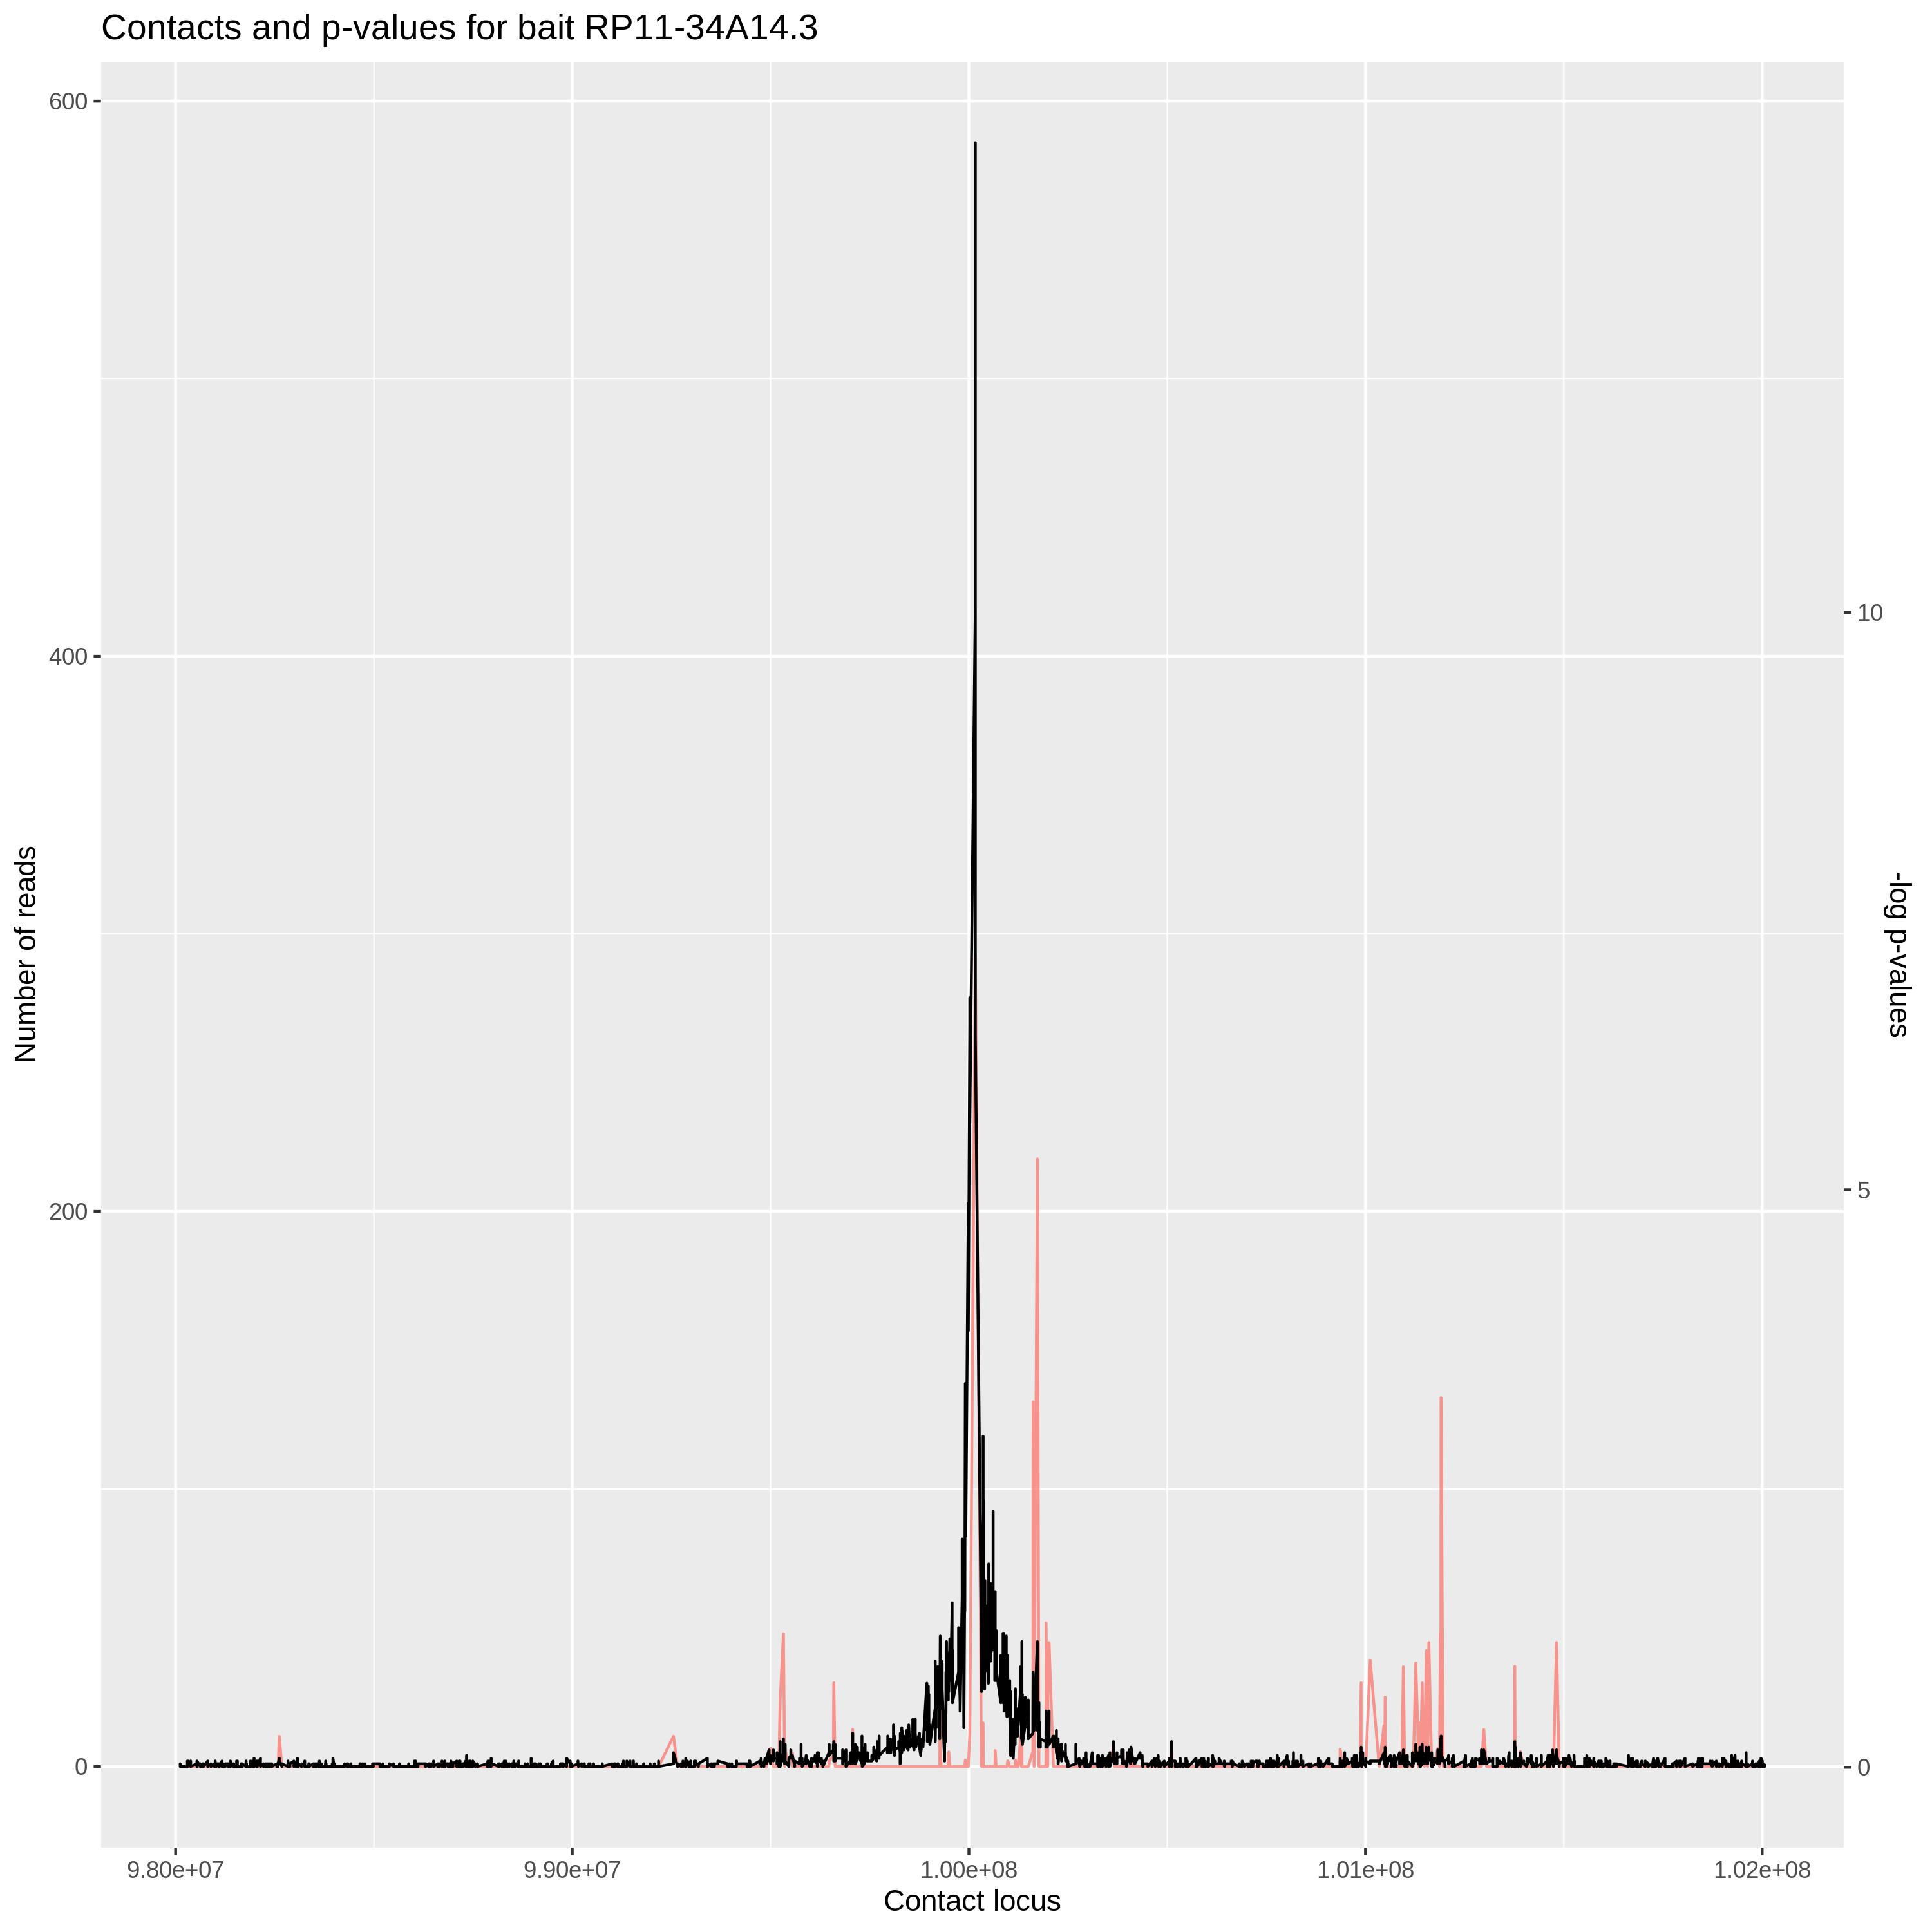 Contacts and p-values for bait RP11-34A14.3
600
400
200
0
Number of reads
10
5
0
-log p-values
9.80e+07
9.90e+07
1.00e+08
1.01e+08
1.02e+08
Contact locus